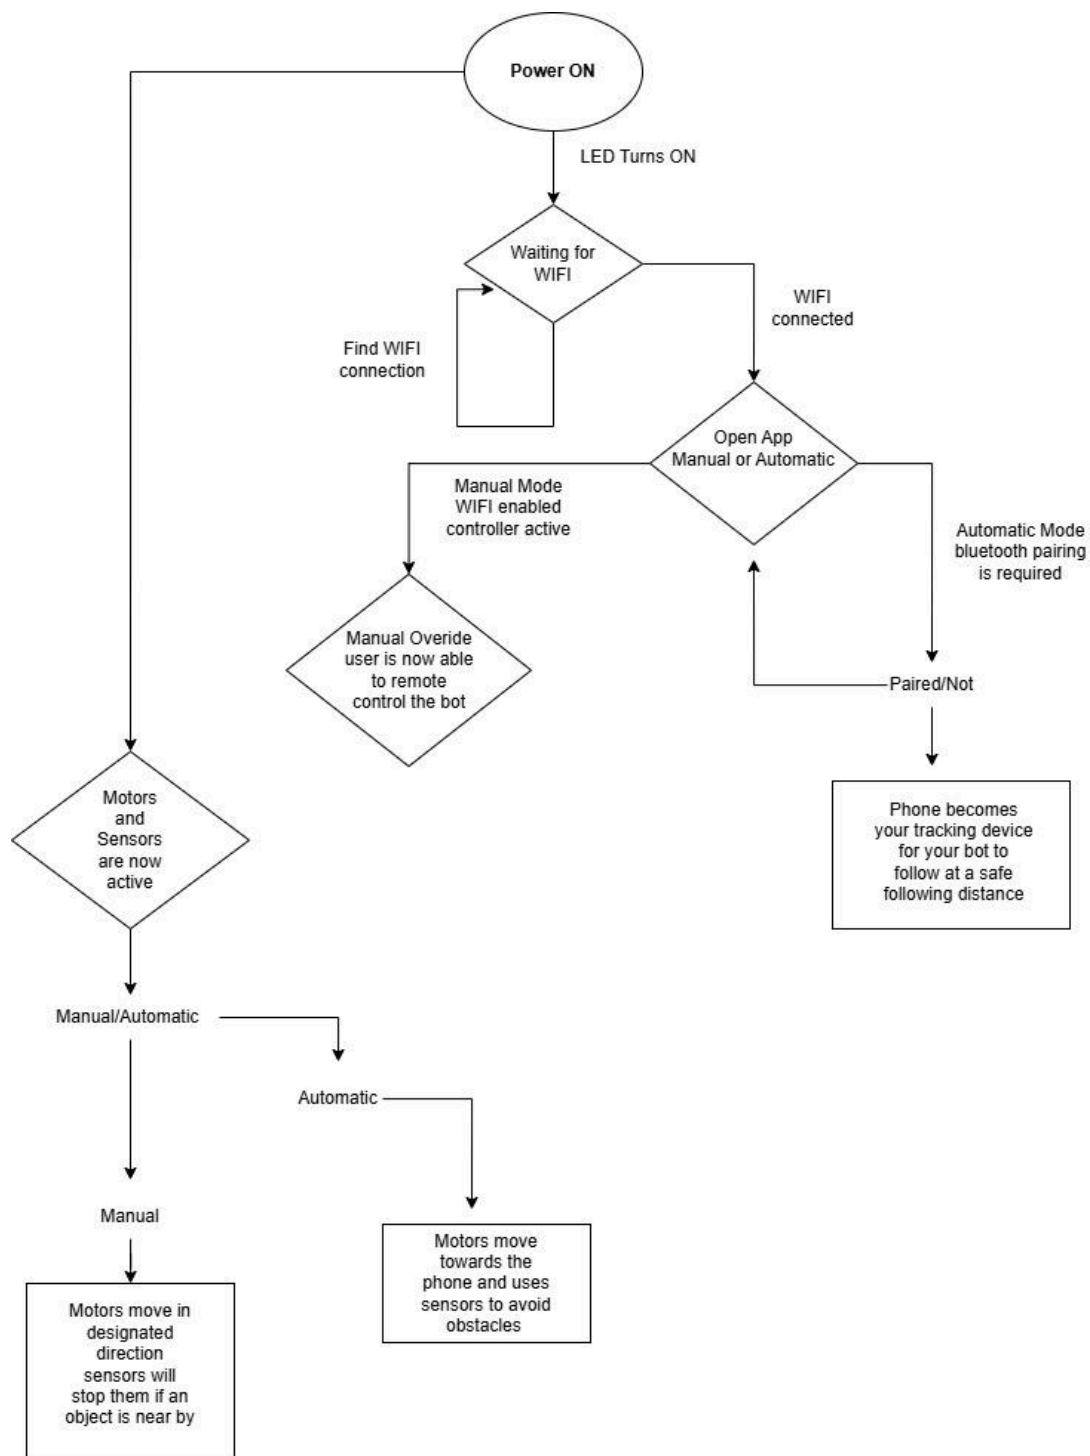 Power ON
LED Turns ON
Waiting for
WIFI
WIFI
connected
Find WIFI
connection
Open App
Manual or Automatic
Manual Mode
WIFI enabled
controller active
Automatic Mode
bluetooth pairing
is required
Manual Overide
user is now able
to remote
control the bot
Paired/Not
Motors
and
Sensors
are now
active
Phone becomes
your tracking device
for your bot to
follow at a safe
following distance
Manual/Automatic
Automatic
Manual
Motors move
towards the
phone and uses
sensors to avoid
obstacles
Motors move in
designated
direction
sensors will
stop them if an
object is near by